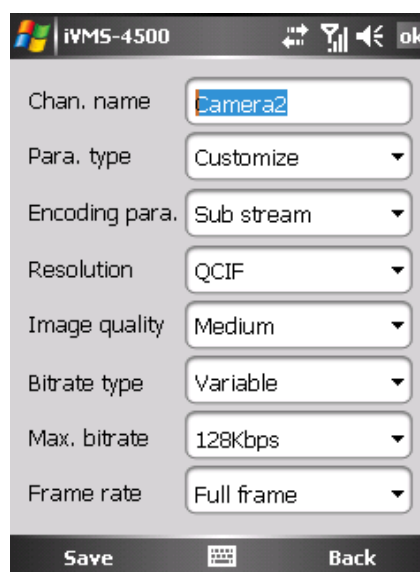 iVMS-4500 ok
Chan. name Camera2
Para. type Customize
Encoding para. Sub stream
Resolution QCIF
Image quality Medium
Bitrate type Variable
Max. bitrate 128Kbps
Frame rate Full frame
Save Back